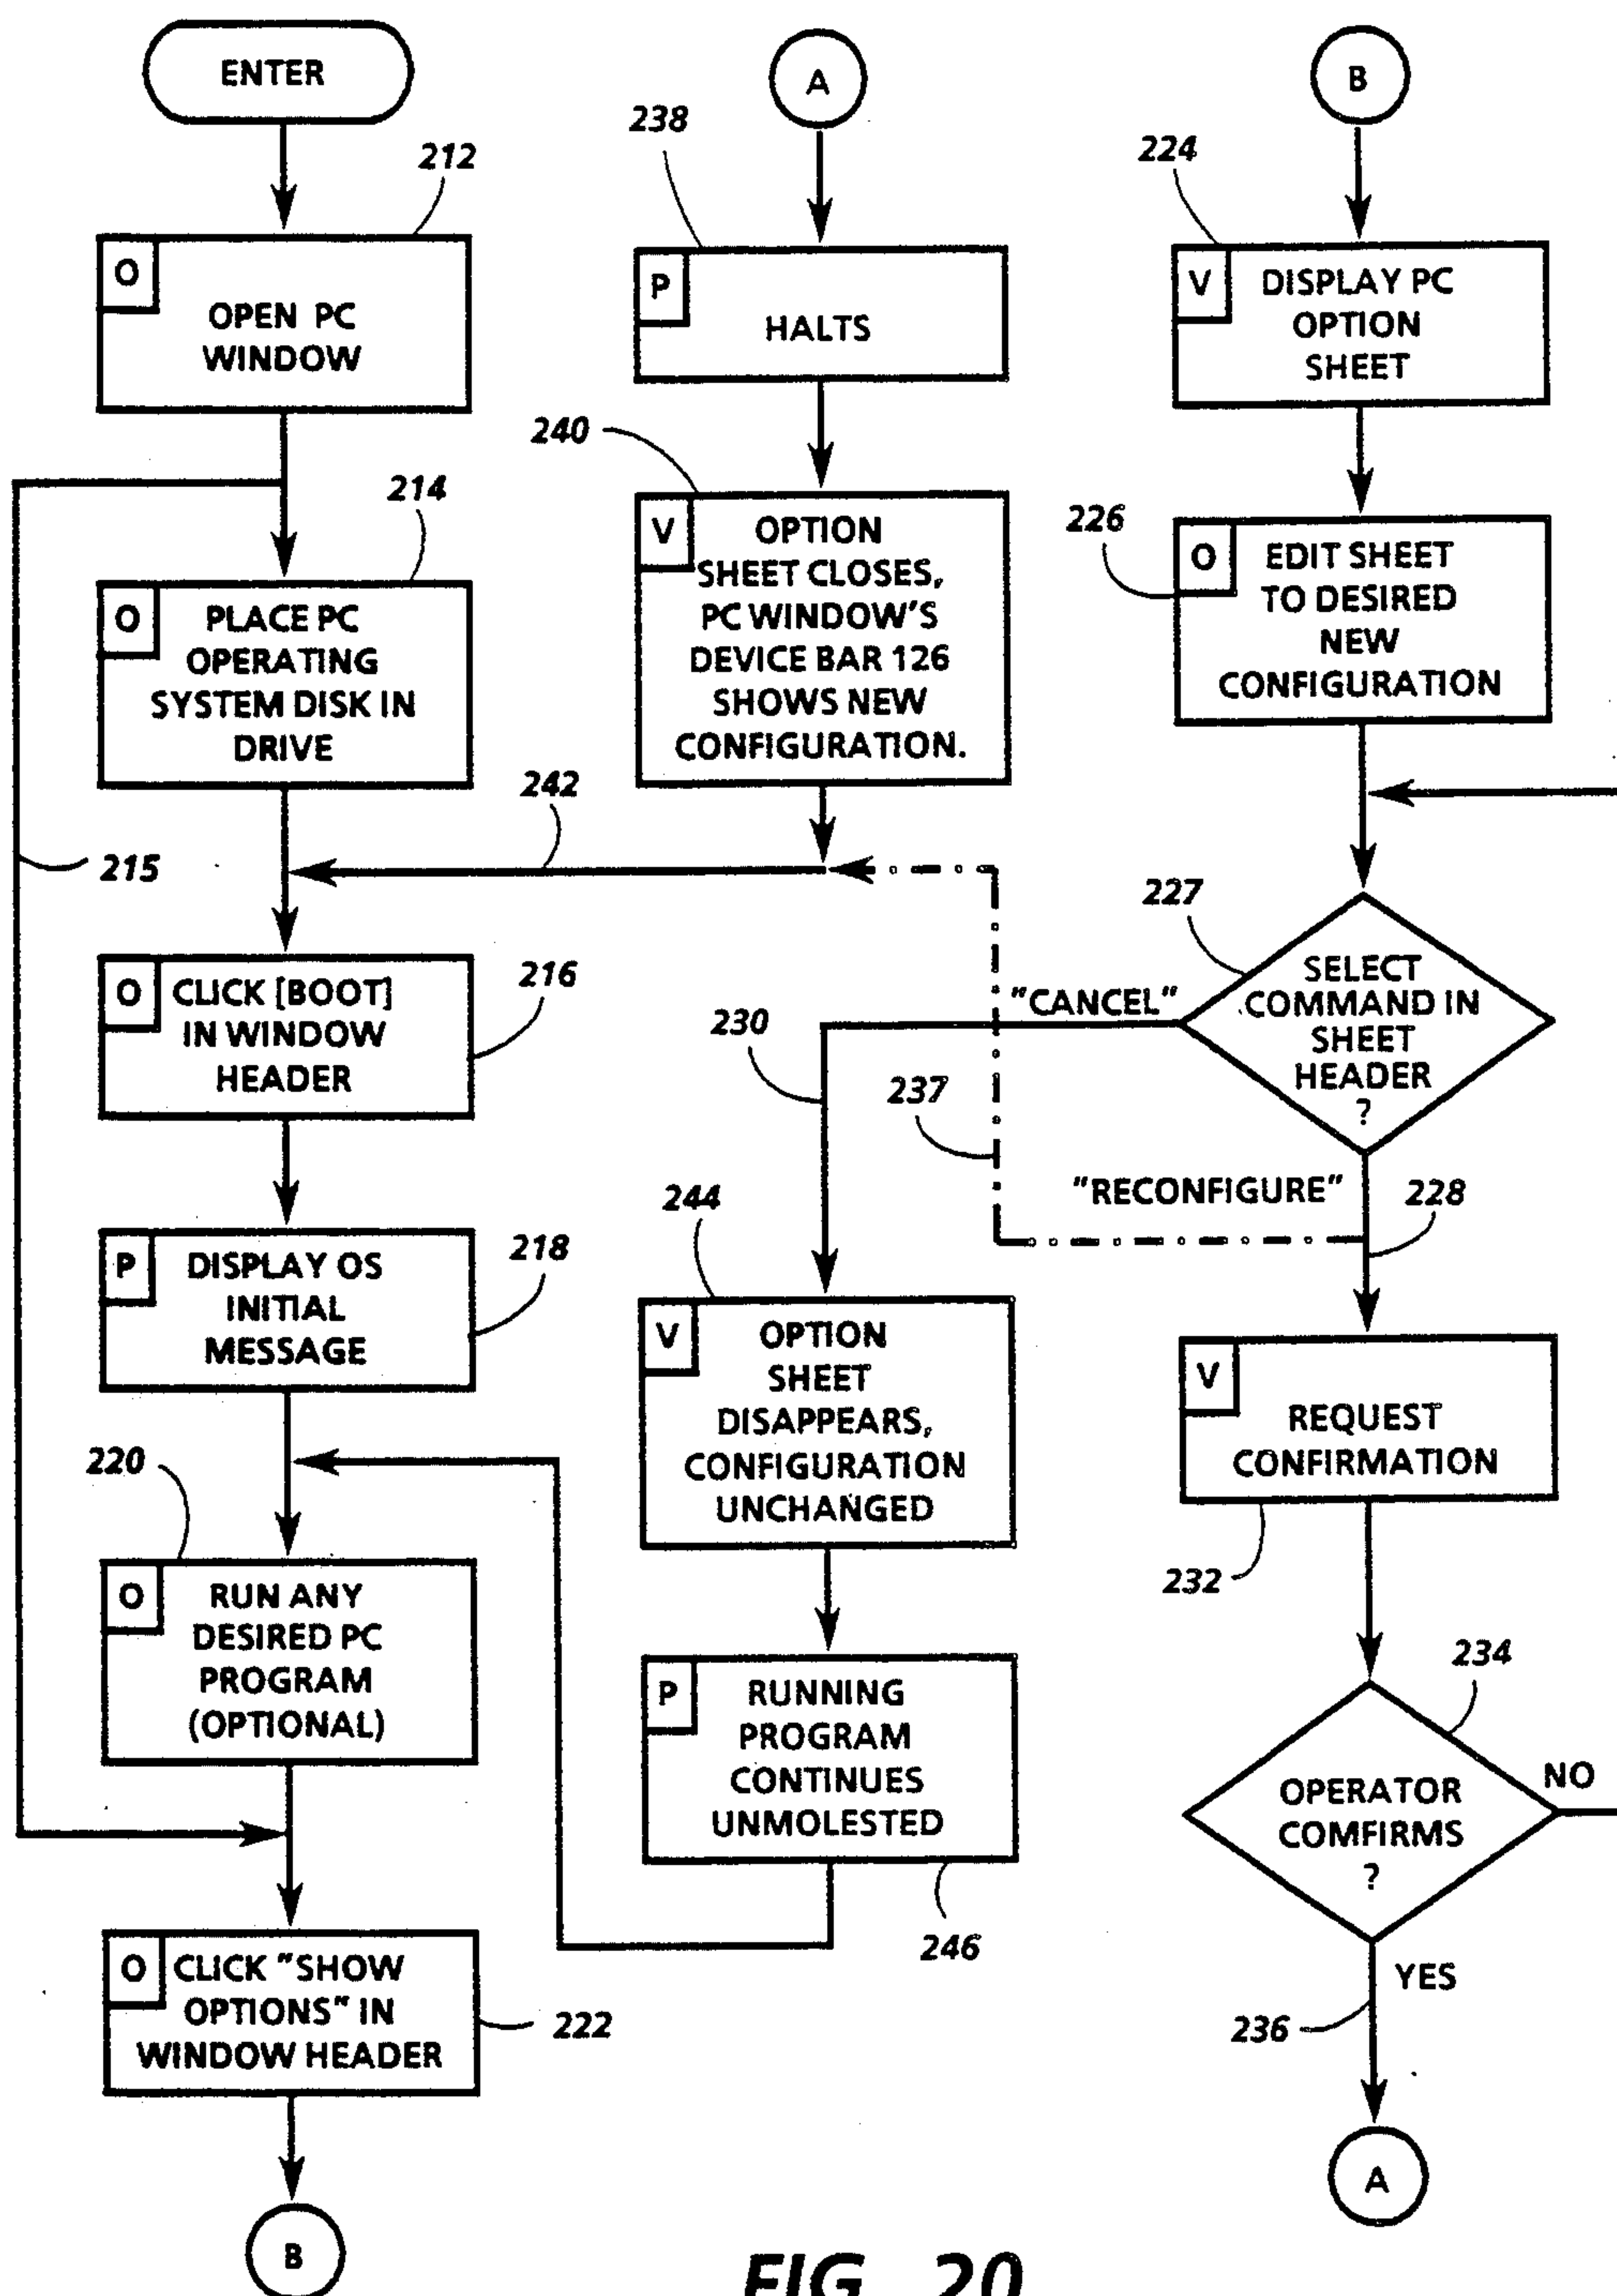 ENTER
212
O
OPEN PC
WINDOW
214
O
PLACE PC
OPERATING
SYSTEM DISK IN
DRIVE
215
O
CLICK [BOOT]
IN WINDOW
HEADER
216
P
DISPLAY OS
INITIAL
MESSAGE
218
220
O
RUN ANY
DESIRED PC
PROGRAM
(OPTIONAL)
O
CLICK "SHOW
OPTIONS" IN
WINDOW HEADER
222
B
A
238
P
HALTS
240
V
OPTION
SHEET CLOSES,
PC WINDOW'S
DEVICE BAR 126
SHOWS NEW
CONFIGURATION.
242
230
237
244
V
OPTION
SHEET
DISAPPEARS,
CONFIGURATION
UNCHANGED
P
RUNNING
PROGRAM
CONTINUES
UNMOLESTED
246
B
224
V
DISPLAY PC
OPTION
SHEET
226
O
EDIT SHEET
TO DESIRED
NEW
CONFIGURATION
227
"CANCEL"
SELECT
COMMAND IN
SHEET
HEADER
?
"RECONFIGURE"
228
V
REQUEST
CONFIRMATION
232
234
OPERATOR
COMFIRMS
?
NO
YES
236
A
FIG. 20